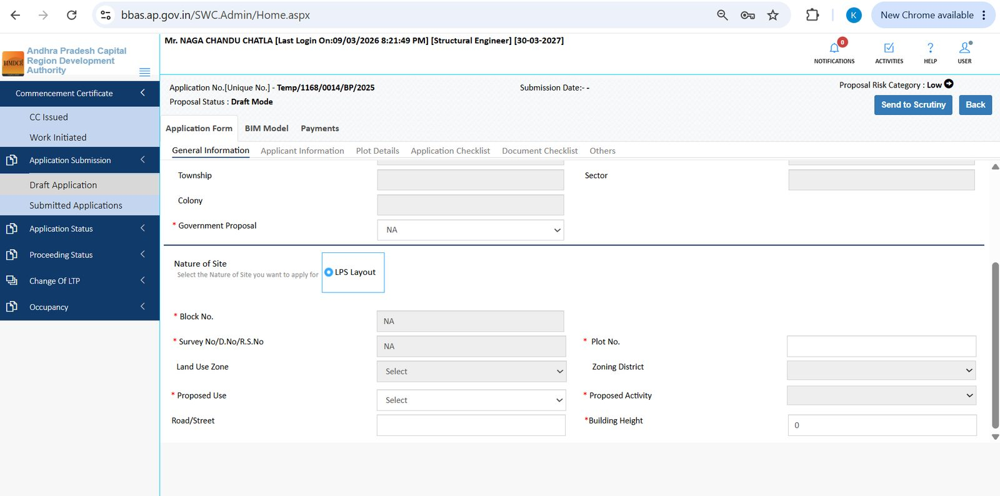 bbas.ap.gov.in/SWC.Admin/Home.aspx
K
New Chrome available
BIMDCR
Andhra Pradesh Capital
Region Development
Authority
Mr. NAGA CHANDU CHATLA [Last Login On:09/03/2026 8:21:49 PM] [Structural Engineer] [30-03-2027]
0
NOTIFICATIONS
ACTIVITIES
HELP
USER
Commencement Certificate
CC Issued
Work Initiated
Application Submission
Draft Application
Submitted Applications
Application Status
Proceeding Status
Change Of LTP
Occupancy
Application No.[Unique No.] - Temp/1168/0014/BP/2025
Submission Date:- -
Proposal Risk Category : Low
Proposal Status : Draft Mode
Send to Scrutiny
Back
Application Form
BIM Model
Payments
General Information
Applicant Information
Plot Details
Application Checklist
Document Checklist
Others
Township
Sector
Colony
* Government Proposal
NA
Nature of Site
Select the Nature of Site you want to apply for
LPS Layout
* Block No.
NA
* Survey No/D.No/R.S.No
NA
* Plot No.
Land Use Zone
Select
Zoning District
* Proposed Use
Select
* Proposed Activity
Road/Street
*Building Height
0